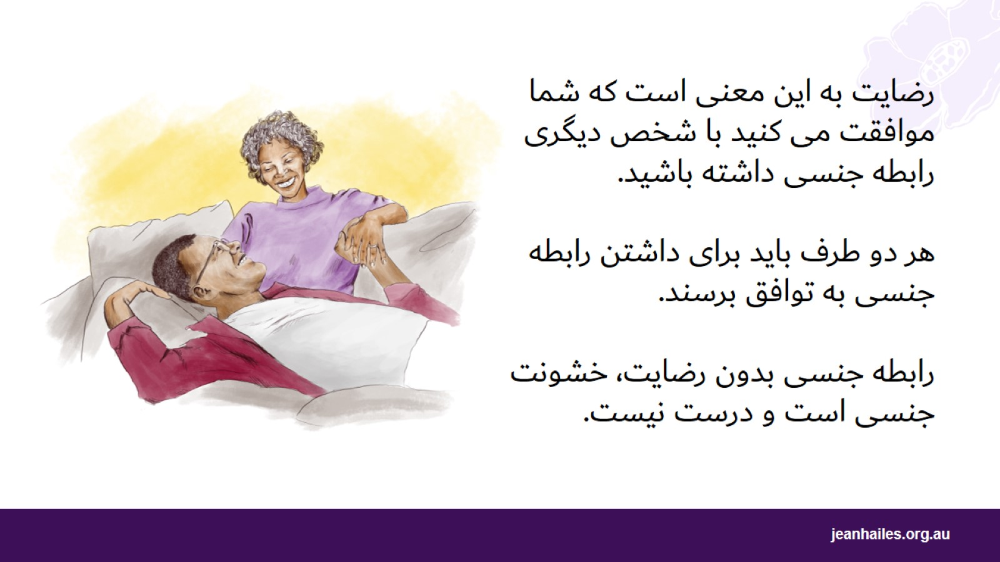 رضایت به این معنی است که شما
موافقت می کنید با شخص دیگری
رابطه جنسی داشته باشید.
هر دو طرف باید برای داشتن رابطه
جنسی به توافق برسند.
رابطه جنسی بدون رضایت، خشونت
جنسی است و درست نیست.
jeanhailes.org.au